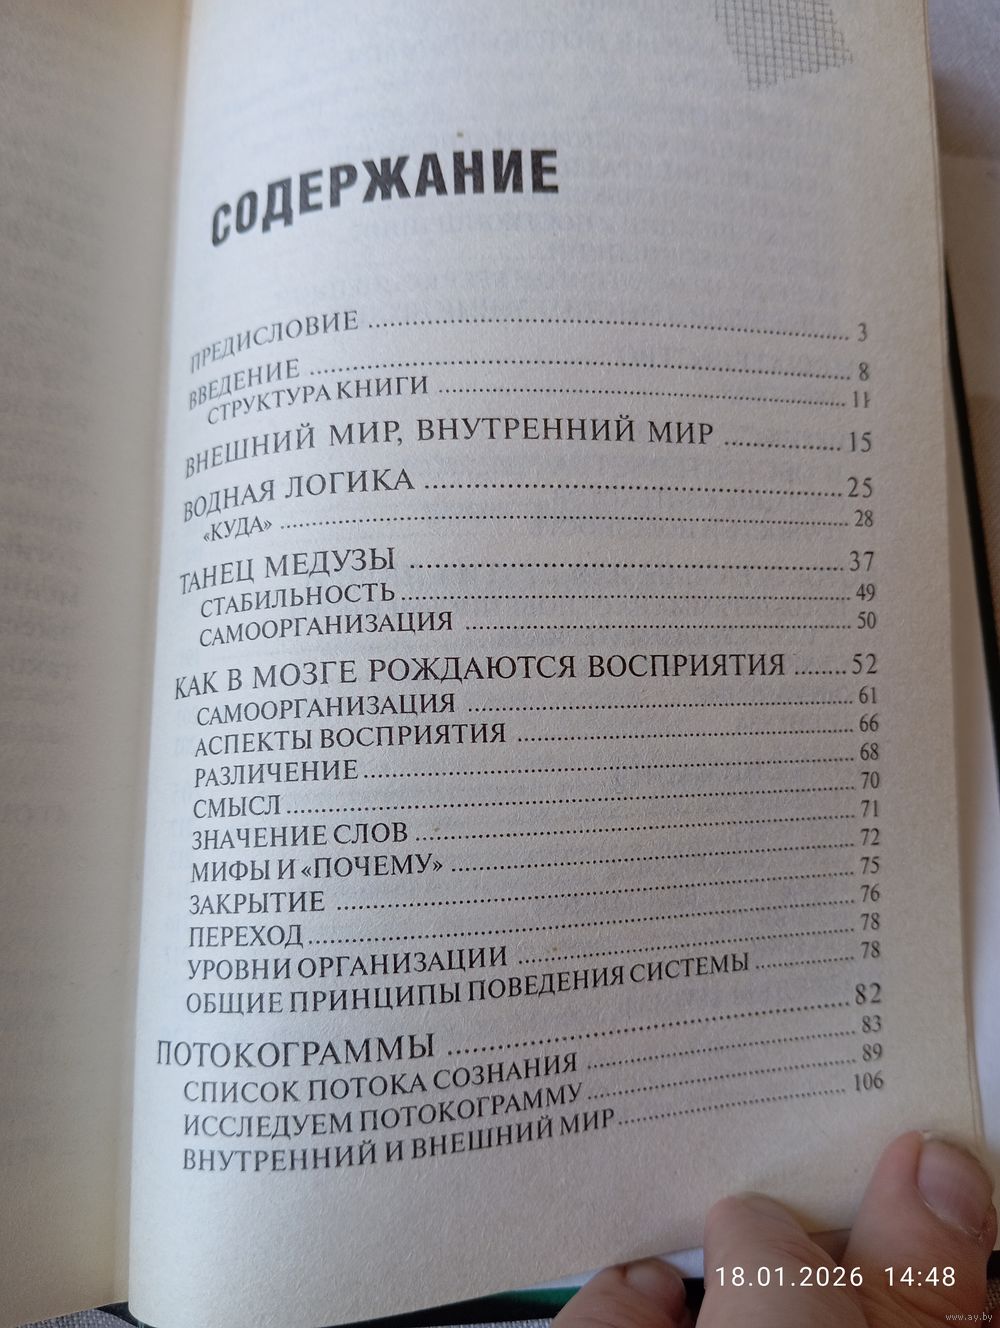 СОДЕРЖАНИЕ
ПРЕДИСЛОВИЕ ........ 3
ВВЕДЕНИЕ ........ 8
СТРУКТУРА КНИГИ ........ 11
ВНЕШНИЙ МИР, ВНУТРЕННИЙ МИР ........ 15
ВОДНАЯ ЛОГИКА ........ 25
«КУДА» ........ 28
ТАНЕЦ МЕДУЗЫ ........ 37
СТАБИЛЬНОСТЬ ........ 49
САМООРГАНИЗАЦИЯ ........ 50
КАК В МОЗГЕ РОЖДАЮТСЯ ВОСПРИЯТИЯ ........ 52
САМООРГАНИЗАЦИЯ ........ 61
АСПЕКТЫ ВОСПРИЯТИЯ ........ 66
РАЗЛИЧЕНИЕ ........ 68
СМЫСЛ ........ 70
ЗНАЧЕНИЕ СЛОВ ........ 71
МИФЫ И «ПОЧЕМУ» ........ 72
ЗАКРЫТИЕ ........ 75
ПЕРЕХОД ........ 76
УРОВНИ ОРГАНИЗАЦИИ ........ 78
ОБЩИЕ ПРИНЦИПЫ ПОВЕДЕНИЯ СИСТЕМЫ ........ 78
ПОТОКОГРАММЫ ........ 82
СПИСОК ПОТОКА СОЗНАНИЯ ........ 83
ИССЛЕДУЕМ ПОТОКОГРАММУ ........ 89
ВНУТРЕННИЙ И ВНЕШНИЙ МИР ........ 106
18.01.2026 14:48
www.ay.by